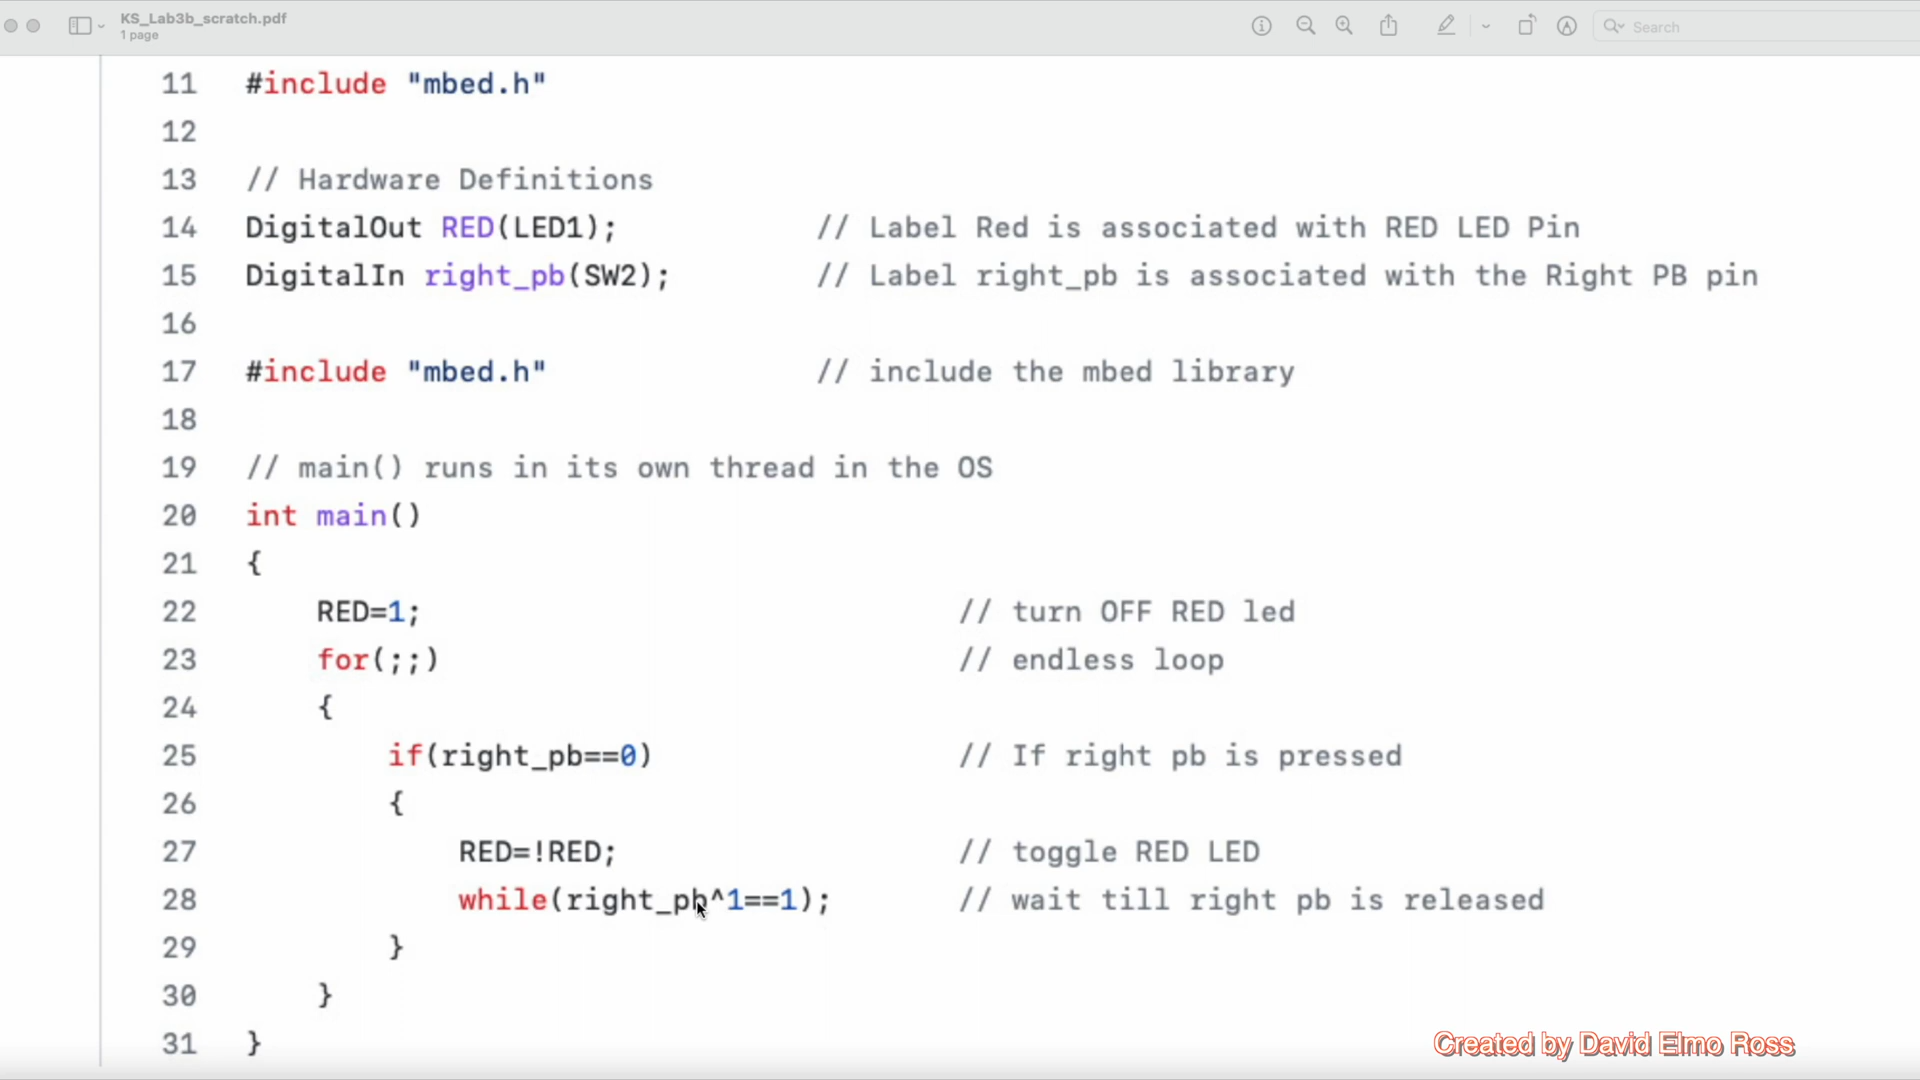 KS_Lab3b_scratch.pdf
1 page
Search
11 #include "mbed.h"
12
13 // Hardware Definitions
14 DigitalOut RED(LED1); // Label Red is associated with RED LED Pin
15 DigitalIn right_pb(SW2); // Label right_pb is associated with the Right PB pin
16
17 #include "mbed.h" // include the mbed library
18
19 // main() runs in its own thread in the OS
20 int main()
21 {
22 RED=1; // turn OFF RED led
23 for(;;) // endless loop
24 {
25 if(right_pb==0) // If right pb is pressed
26 {
27 RED=!RED; // toggle RED LED
28 while(right_pb^1==1); // wait till right pb is released
29 }
30 }
31 }
Created by David Elmo Ross